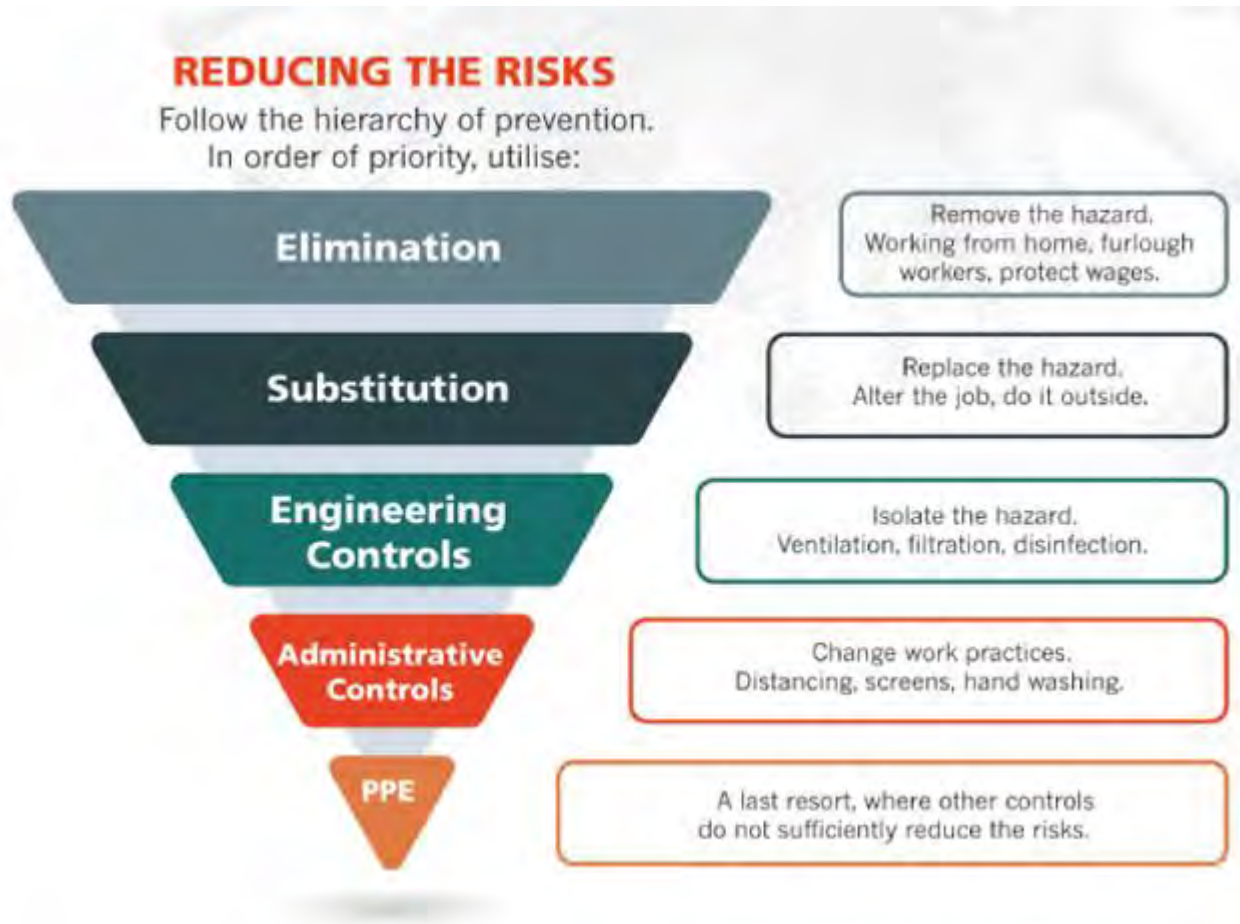 REDUCING THE RISKS
Follow the hierarchy of prevention.
In order of priority, utilise:
Elimination
Remove the hazard.
Working from home, furlough
workers, protect wages.
Substitution
Replace the hazard.
Alter the job, do it outside.
Engineering
Controls
Isolate the hazard.
Ventilation, filtration, disinfection.
Administrative
Controls
Change work practices.
Distancing, screens, hand washing.
PPE
A last resort, where other controls
do not sufficiently reduce the risks.